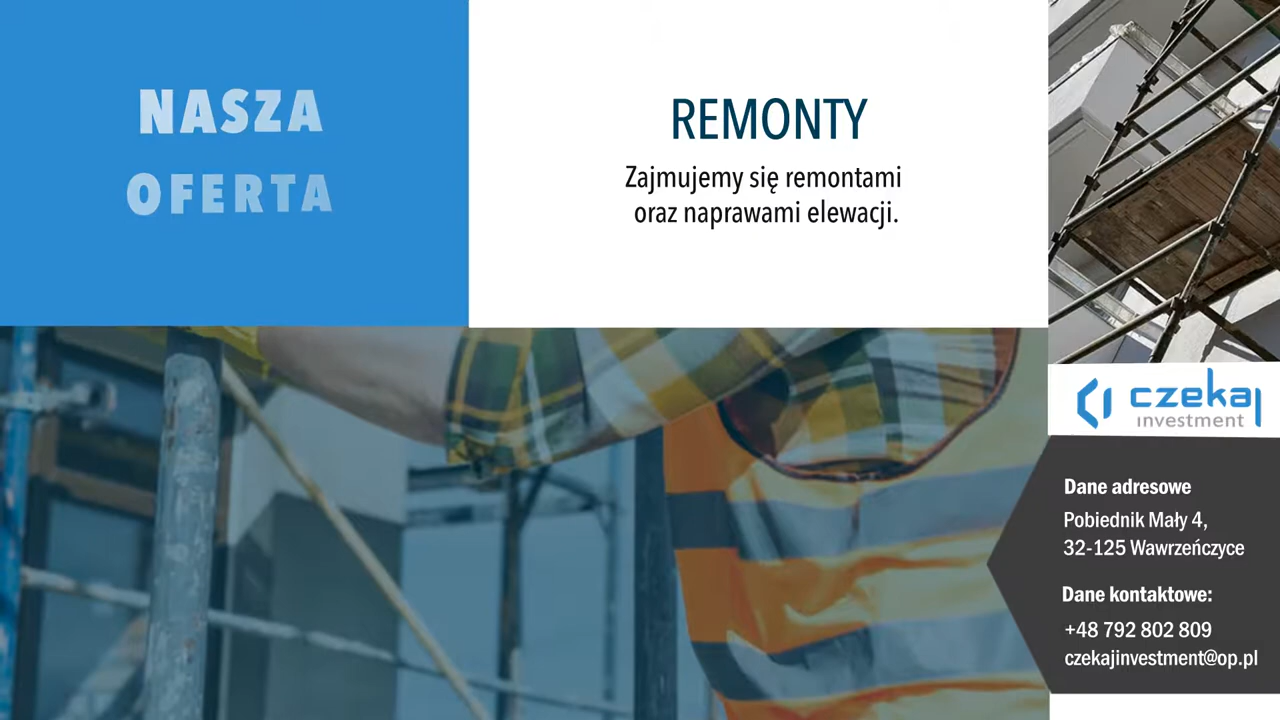 NASZA
OFERTA
REMONTY
Zajmujemy się remontami
oraz naprawami elewacji.
czekaj
investment
Dane adresowe
Pobiednik Mały 4,
32-125 Wawrzeńczyce
Dane kontaktowe:
+48 792 802 809
czekajinvestment@op.pl